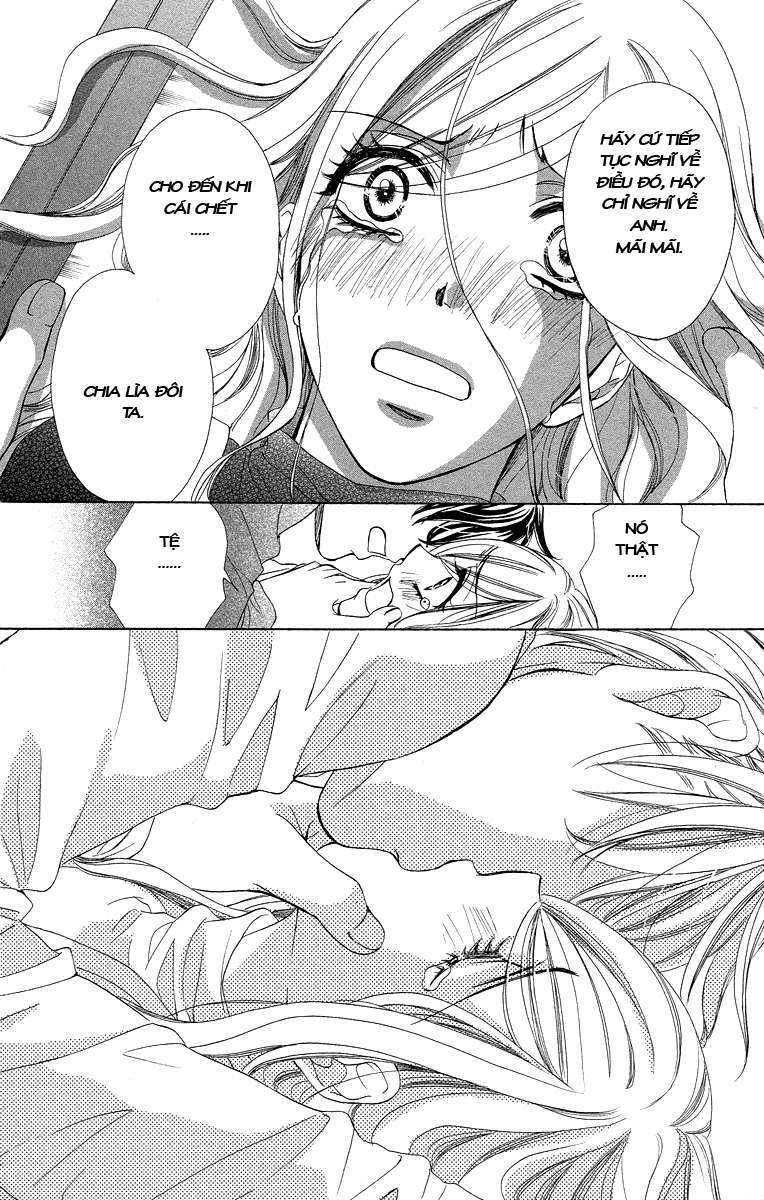 HÃY CỨ TIẾP
TỤC NGHĨ VỀ
ĐIỀU ĐÓ, HÃY
CHỈ NGHĨ VỀ
ANH.
MÃI MÃI.
CHO ĐẾN KHI
CÁI CHẾT
.....
CHIA LÌA ĐÔI
TA.
NÓ
THẬT
.....
TỆ
......